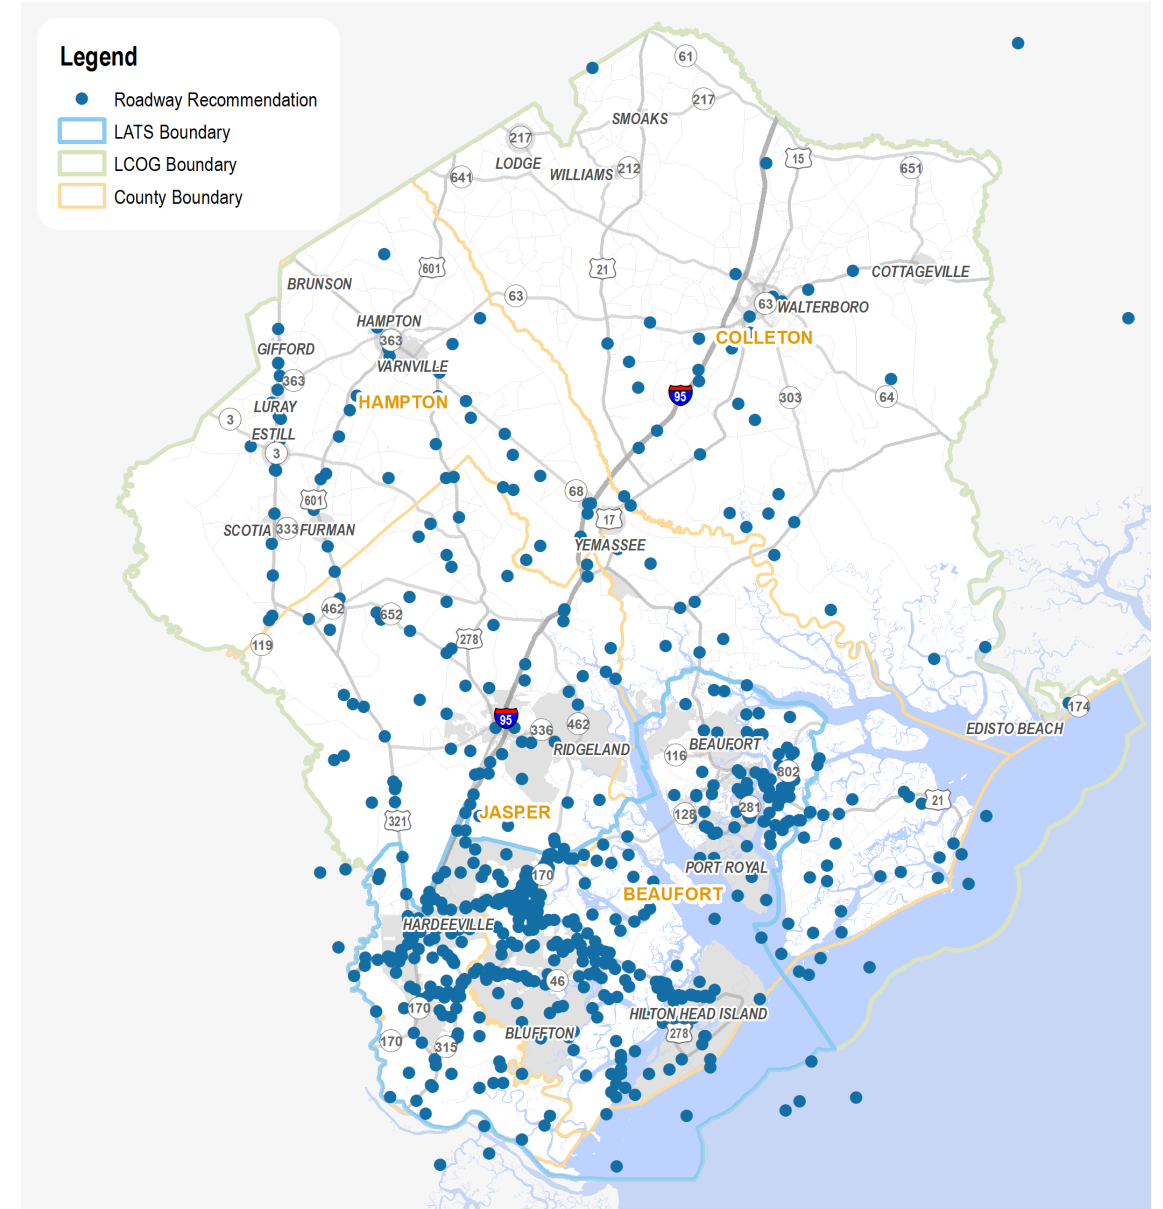 Legend
Roadway Recommendation
LATS Boundary
LCOG Boundary
County Boundary
61
217
SMOAKS
217
LODGE
15
WILLIAMS
212
651
641
601
21
COTTAGEVILLE
BRUNSON
63
63
WALTERBORO
HAMPTON
363
COLLETON
GIFFORD
VARNVILLE
363
95
303
64
LURAY
HAMPTON
3
ESTILL
3
68
601
17
SCOTIA
333
FURMAN
YEMASSEE
462
652
119
278
174
95
336
462
EDISTO BEACH
RIDGELAND
BEAUFORT
116
802
21
JASPER
128
281
321
PORT ROYAL
170
BEAUFORT
HARDEEVILLE
46
170
HILTON HEAD ISLAND
BLUFFTON
278
170
315